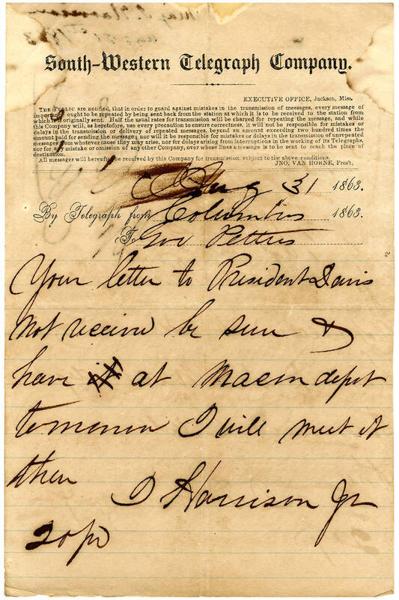 South-Western Telegraph Company.
EXECUTIVE OFFICE, Jackson, Miss.
are notified, that in order to guard against mistakes in the transmission of messages, every message of
ought to be repeated by being sent back from the station at which it is to be received to the station from
which originally sent. Half the usual rates for transmission will be charged for repeating the message, and while
this Company will, as heretofore, use every precaution to ensure correctness, it will not be responsible for mistakes or
delays in the transmission or delivery of repeated messages, beyond an amount exceeding two hundred times the
amount paid for sending the message; nor will it be responsible for mistakes or delays in the transmission of unrepeated
messages from whatever cause they may arise, nor for delays arising from interruptions in the working of its Telegraphs,
nor for mistake or omission of any other Company, over whose lines a message is to be sent to reach the place of
destination.
All messages will hereafter be received by this Company for transmission, subject to the above conditions.
JNO. VAN HORNE, Pres't.
Aug 31 1863.
By Telegraph from Columbus 1863.
To Gov Pettus
Your letter to President Davis
not receive be sure &
have at Macon depot
tomorrow I will meet it
then
J Harrison Jr
20 pd